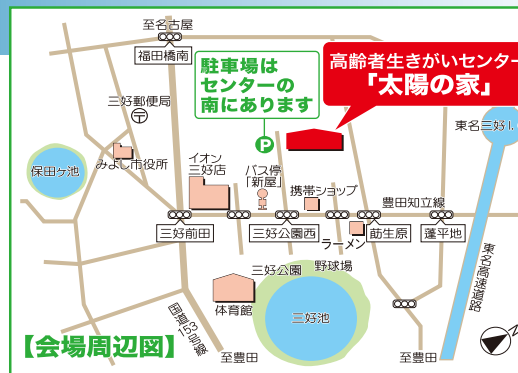 至名古屋
福田橋南
駐車場は
センターの
南にあります
高齢者生きがいセンター
「太陽の家」
三好郵便局
東名三好I.
保田ヶ池
みよし市役所
イオン
三好店
バス停
「新屋」
P
携帯ショップ
豊田知立線
三好前田
三好公園西
莇生原
蓬平地
ラーメン
三好公園
野球場
体育館
三好池
東名高速道路
国道153号線
【会場周辺図】
至豊田
至豊田
N